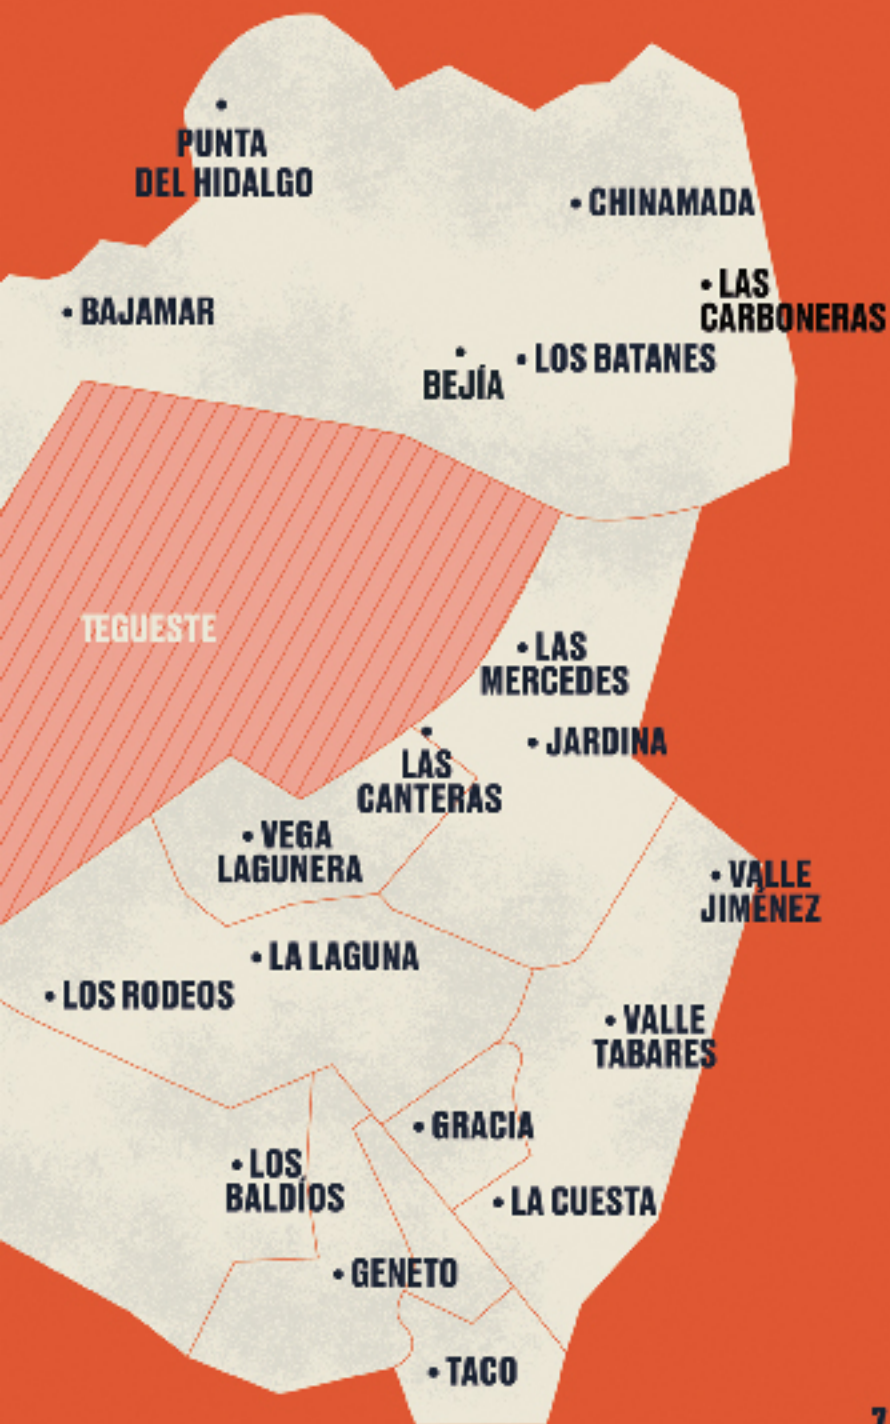 PUNTA
DEL HIDALGO
• CHINAMADA
• LAS
CARBONERAS
• BAJAMAR
• LOS BATANES
BEJÍA
TEGUESTE
• LAS
MERCEDES
• JARDINA
LAS
CANTERAS
• VEGA
LAGUNERA
• VALLE
JIMÉNEZ
• LA LAGUNA
• LOS RODEOS
• VALLE
TABARES
• GRACIA
• LOS
BALDÍOS
• LA CUESTA
• GENETO
• TACO